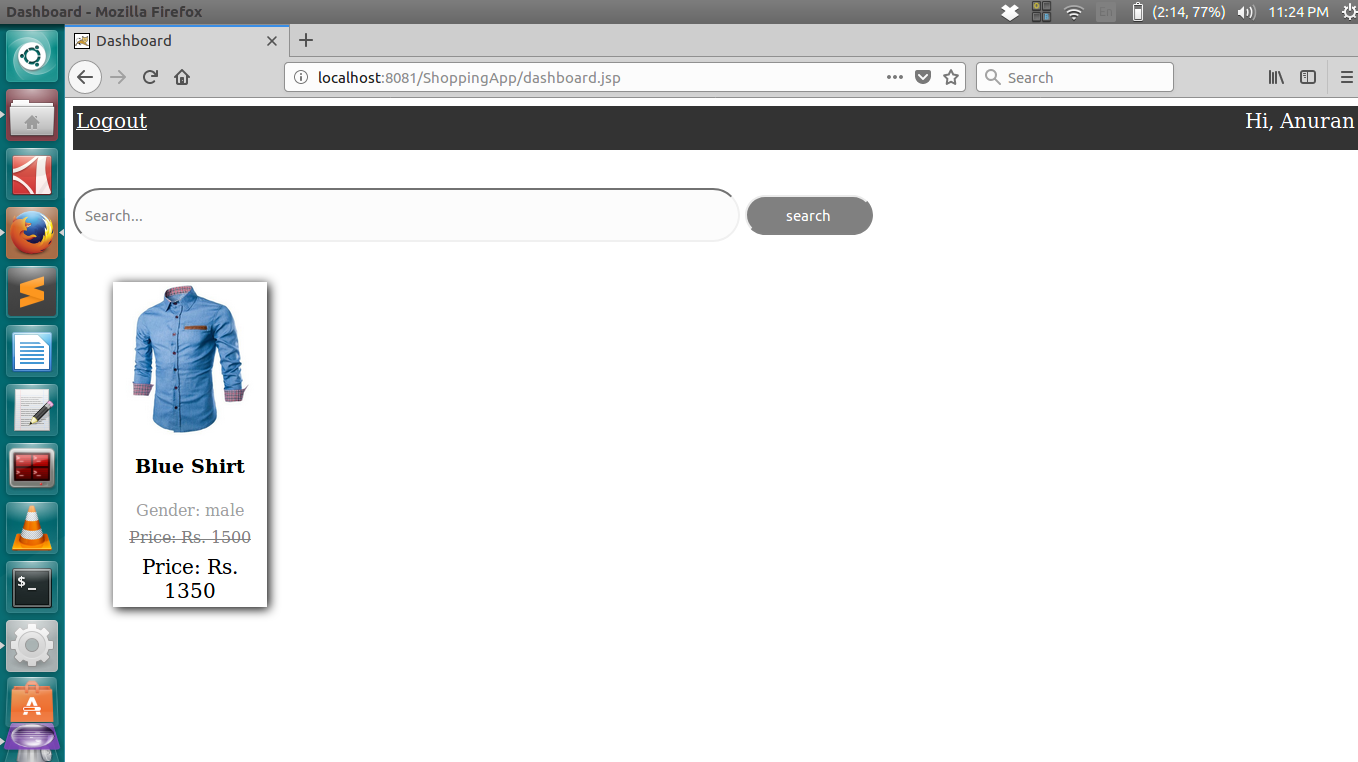 Dashboard - Mozilla Firefox
En
(2:14, 77%)
11:24 PM
Dashboard
localhost:8081/ShoppingApp/dashboard.jsp
Search
Logout
Hi, Anuran
Search...
search
Blue Shirt
Gender: male
Price: Rs. 1500
Price: Rs.
1350
$_
A